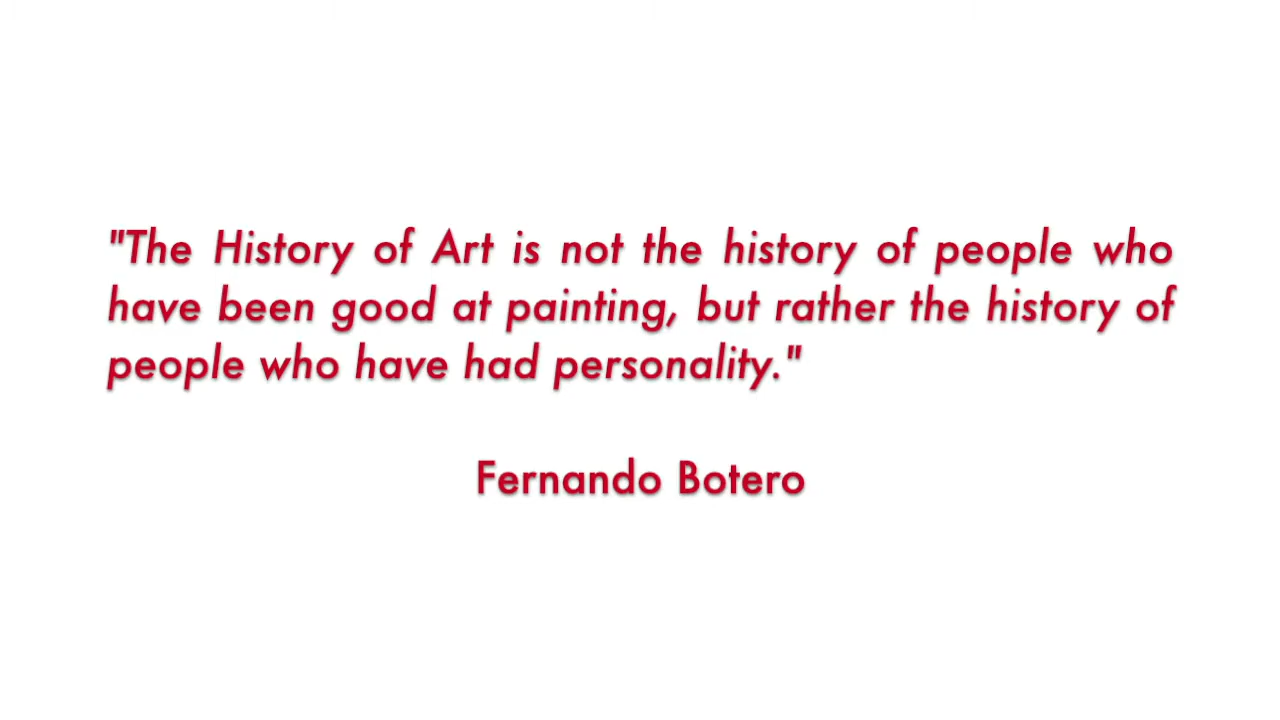 "The History of Art is not the history of people who
have been good at painting, but rather the history of
people who have had personality."
Fernando Botero